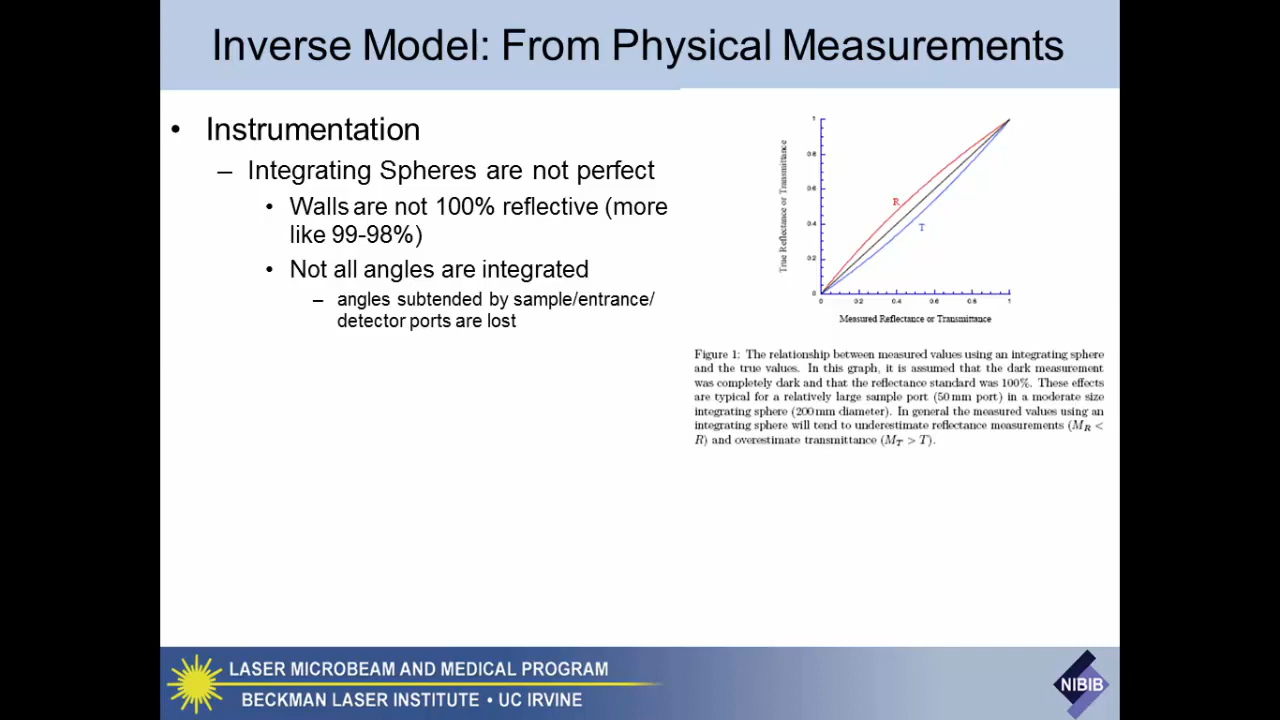 Inverse Model: From Physical Measurements
• Instrumentation
– Integrating Spheres are not perfect
• Walls are not 100% reflective (more
like 99-98%)
• Not all angles are integrated
– angles subtended by sample/entrance/
detector ports are lost
True Reflectance or Transmittance
1
0.8
0.6
0.4
0.2
0
R
T
0 0.2 0.4 0.6 0.8 1
Measured Reflectance or Transmittance
Figure 1: The relationship between measured values using an integrating sphere
and the true values. In this graph, it is assumed that the dark measurement
was completely dark and that the reflectance standard was 100%. These effects
are typical for a relatively large sample port (50 mm port) in a moderate size
integrating sphere (200 mm diameter). In general the measured values using an
integrating sphere will tend to underestimate reflectance measurements (M_R <
R) and overestimate transmittance (M_T > T).
LASER MICROBEAM AND MEDICAL PROGRAM
BECKMAN LASER INSTITUTE • UC IRVINE
NIBIB